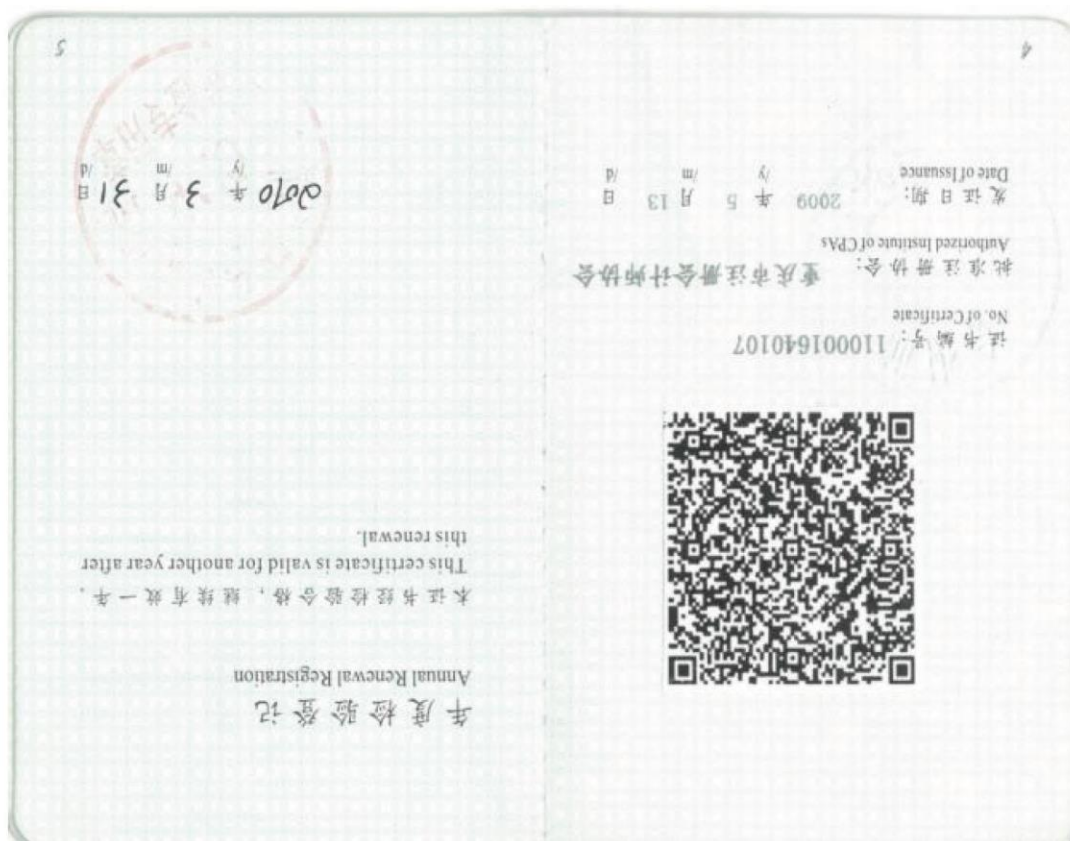 证书编号: 110001640107
No. of Certificate
批准注册协会: 重庆市注册会计师协会
Authorized Institute of CPAs
发证日期: 2009 年 5 月 13 日
Date of Issuance /y /m /d
4
年度检验登记
Annual Renewal Registration
本证书经检验合格，继续有效一年。
This certificate is valid for another year after
this renewal.
2010 年 3 月 31 日
/y /m /d
5